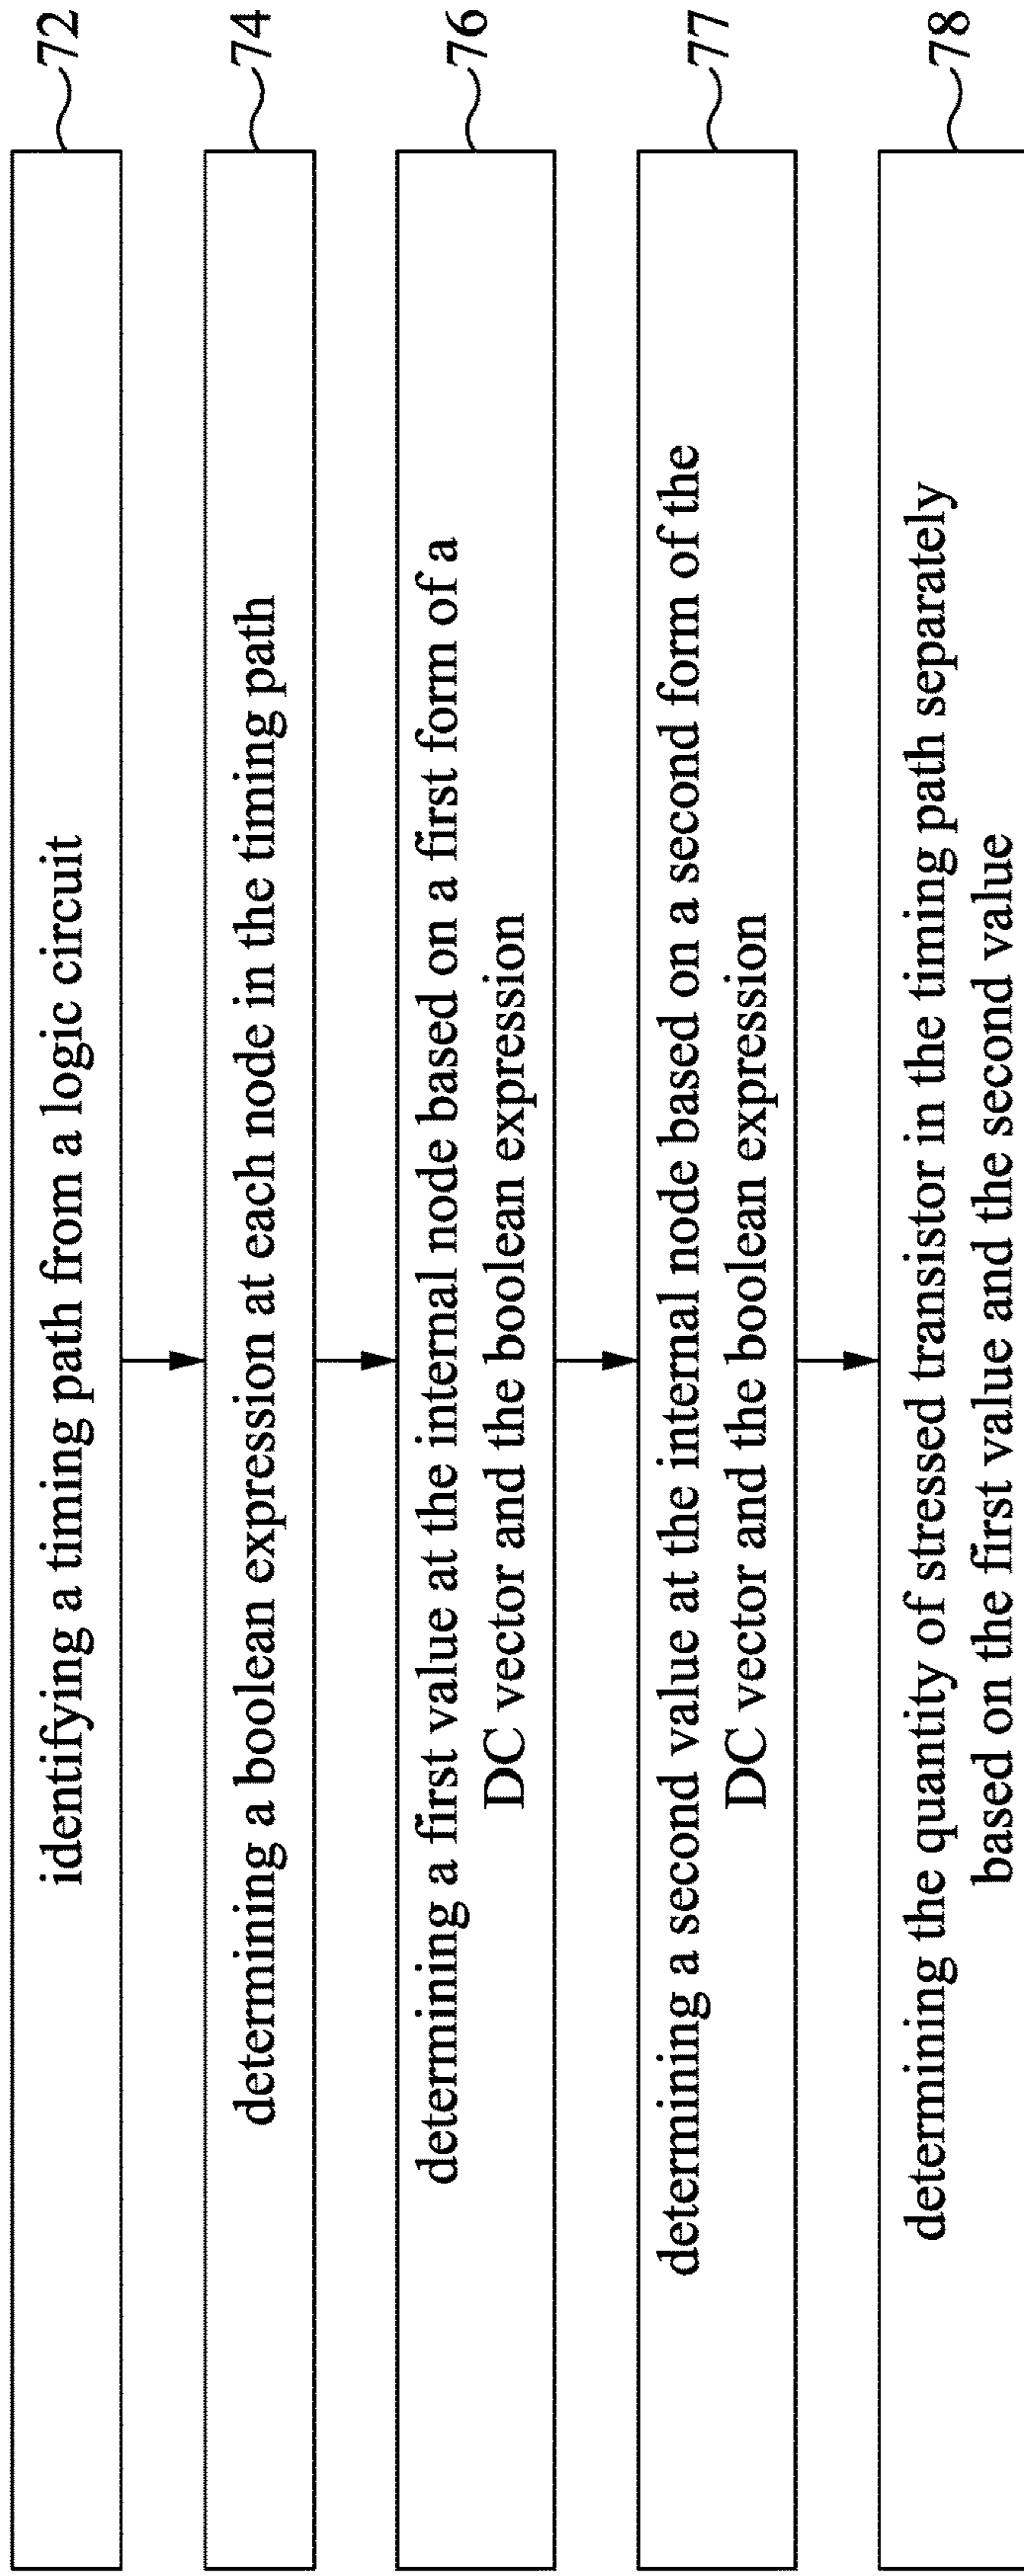 identifying a timing path from a logic circuit
72
determining a boolean expression at each node in the timing path
74
determining a first value at the internal node based on a first form of a
DC vector and the boolean expression
76
determining a second value at the internal node based on a second form of the
DC vector and the boolean expression
77
determining the quantity of stressed transistor in the timing path separately
based on the first value and the second value
78